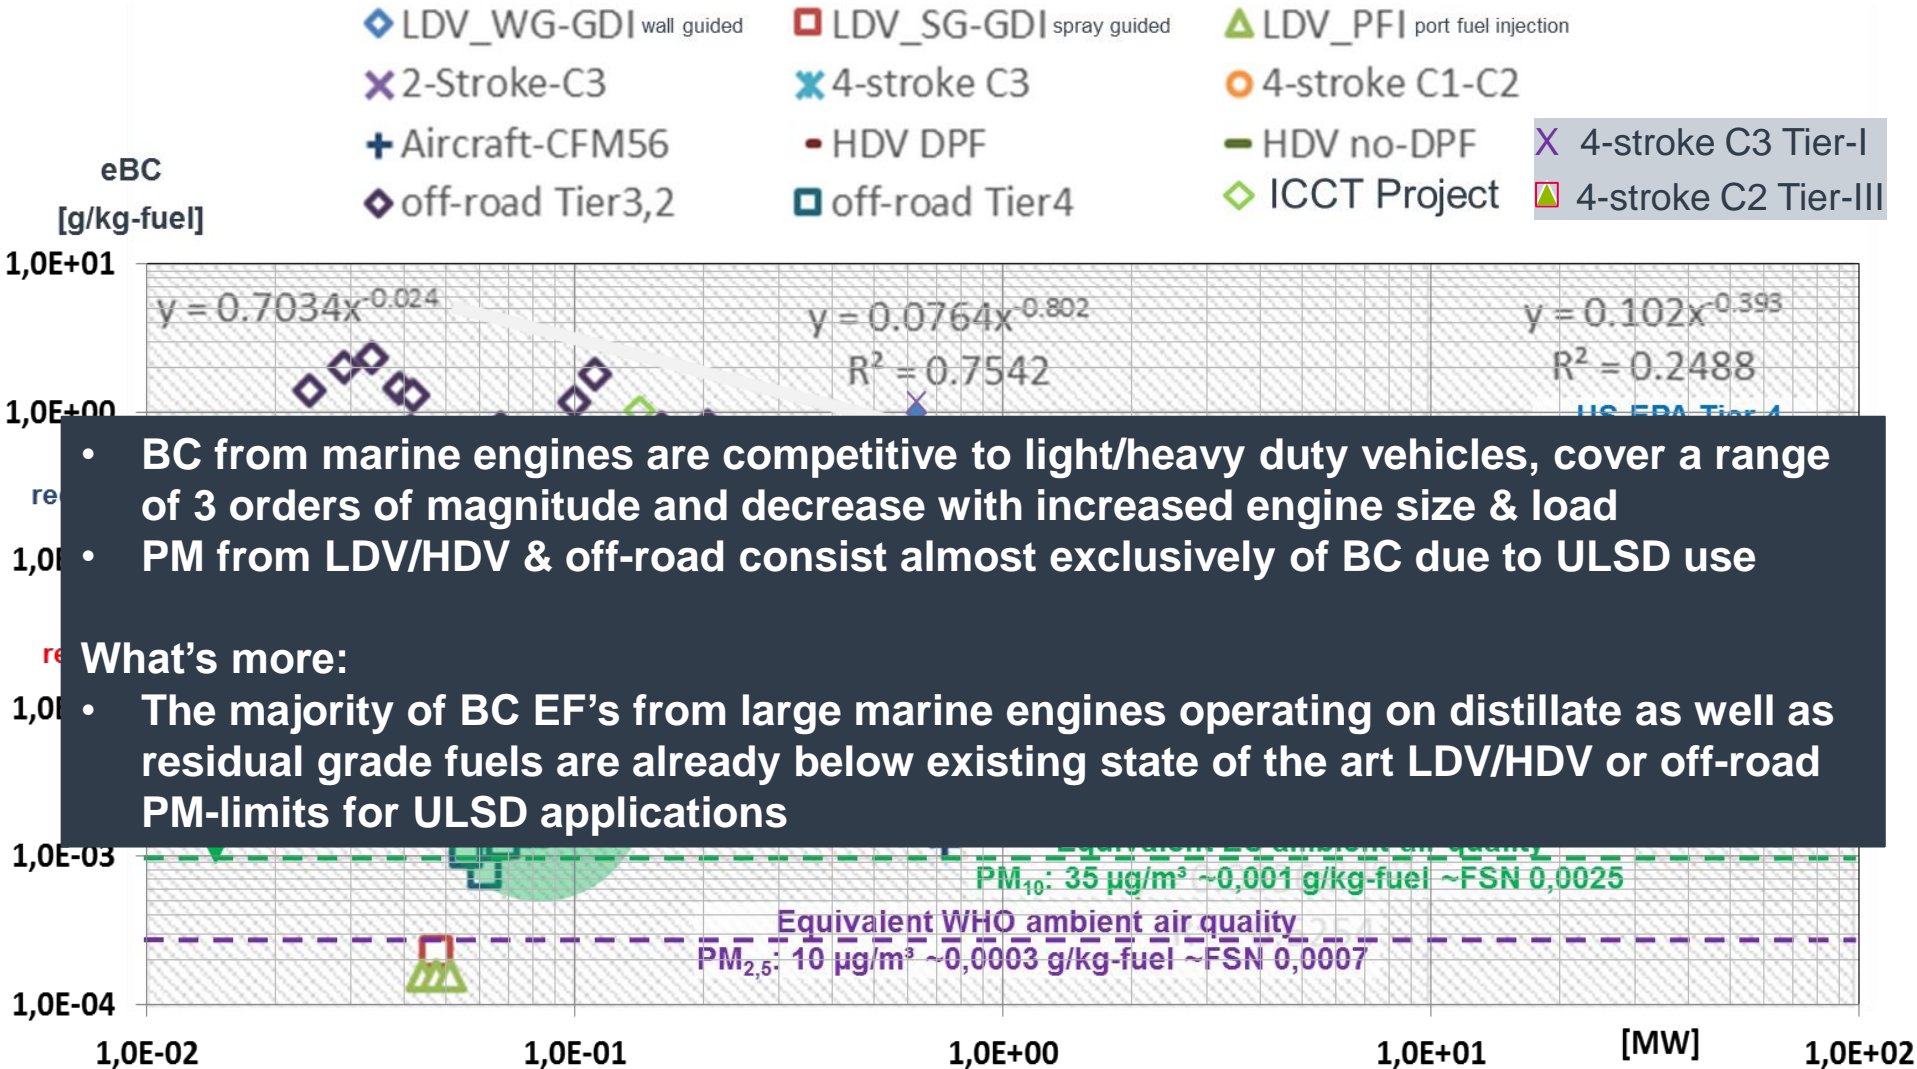 LDV_WG-GDI wall guided LDV_SG-GDI spray guided LDV_PFI port fuel injection
2-Stroke-C3 4-stroke C3 4-stroke C1-C2
Aircraft-CFM56 HDV DPF HDV no-DPF 4-stroke C3 Tier-I
off-road Tier3,2 off-road Tier4 ICCT Project 4-stroke C2 Tier-III
eBC
[g/kg-fuel]
1,0E+01
y = 0.7034x^-0.024 y = 0.0764x^-0.802 y = 0.102x^-0.393
R² = 0.7542 R² = 0.2488
1,0E+00 US EPA Tier 4
• BC from marine engines are competitive to light/heavy duty vehicles, cover a range
of 3 orders of magnitude and decrease with increased engine size & load
• PM from LDV/HDV & off-road consist almost exclusively of BC due to ULSD use
What's more:
• The majority of BC EF's from large marine engines operating on distillate as well as
residual grade fuels are already below existing state of the art LDV/HDV or off-road
PM-limits for ULSD applications
1,0E-03 Equivalent EU ambient air quality
PM₁₀: 35 µg/m³ ~0,001 g/kg-fuel ~FSN 0,0025
Equivalent WHO ambient air quality
PM₂,₅: 10 µg/m³ ~0,0003 g/kg-fuel ~FSN 0,0007
1,0E-04
1,0E-02 1,0E-01 1,0E+00 1,0E+01 [MW] 1,0E+02